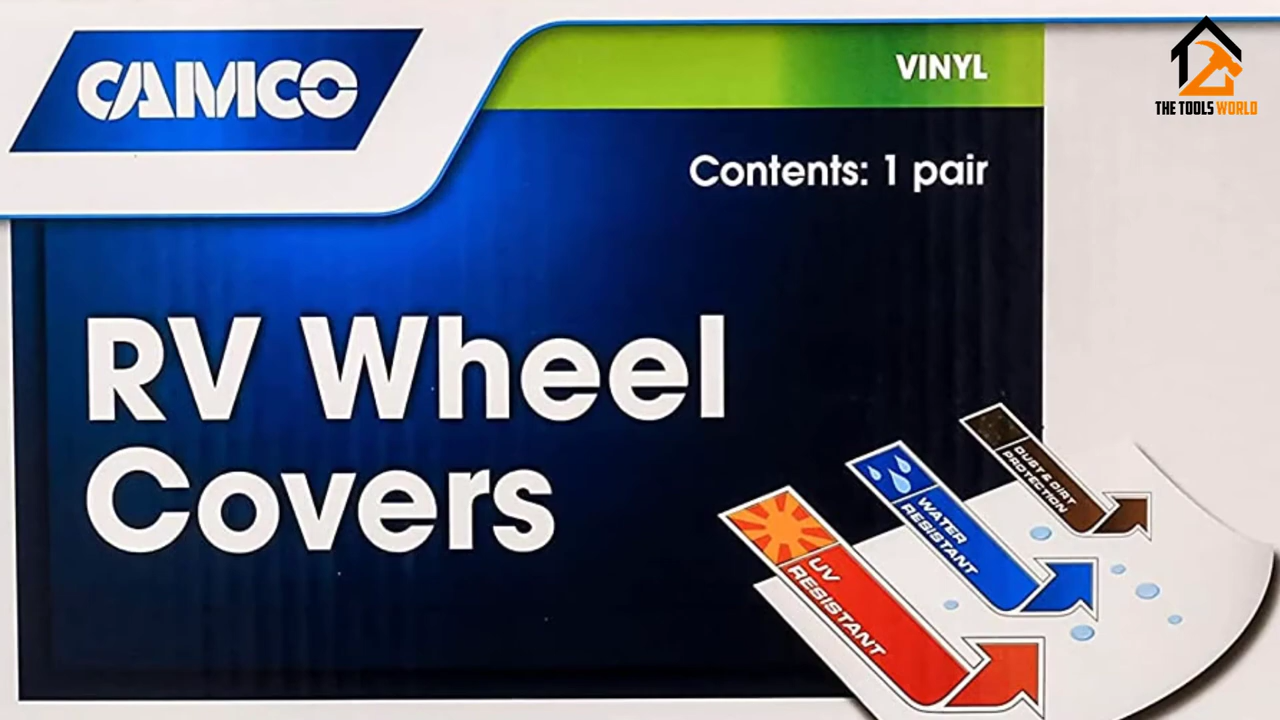 CAMCO
VINYL
THE TOOLS WORLD
Contents: 1 pair
RV Wheel
Covers
DUST & DIRT
PROTECTION
WATER
RESISTANT
UV
RESISTANT